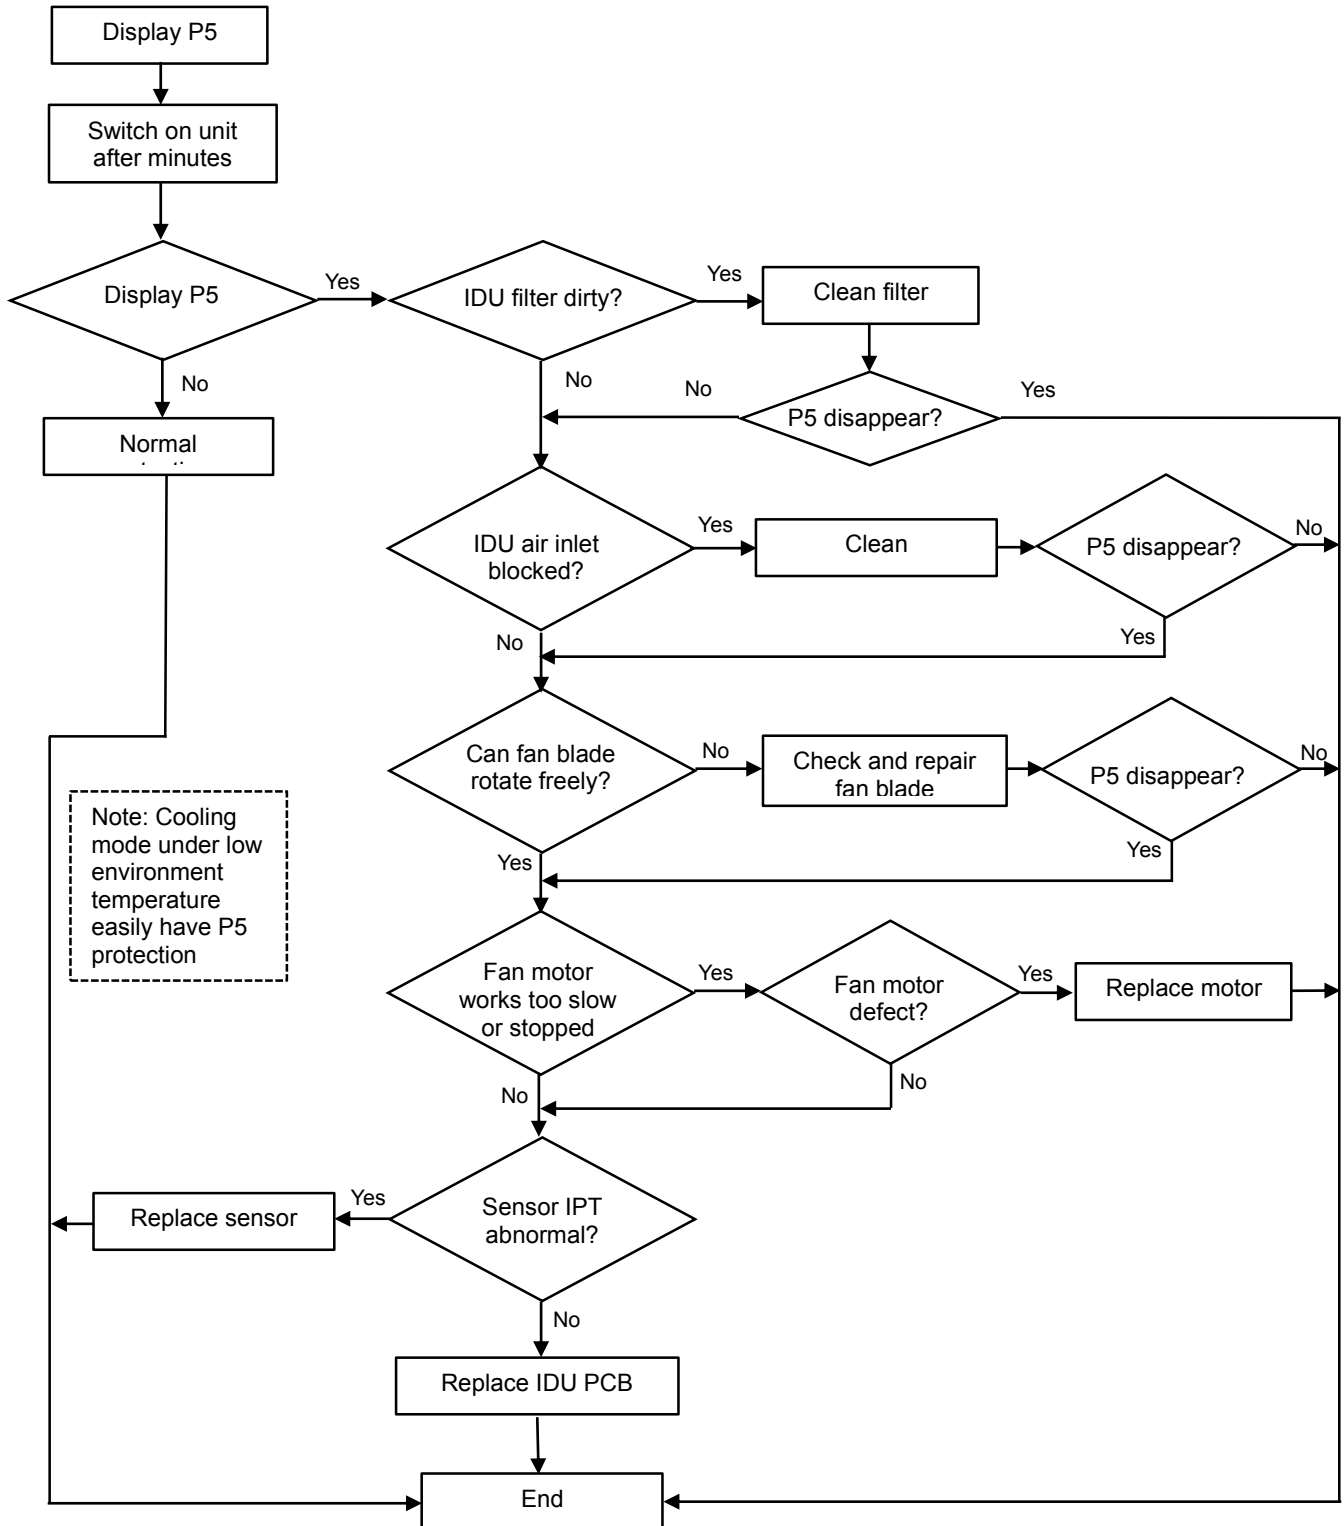 Display P5
Switch on unit
after minutes
Display P5
Yes
IDU filter dirty?
Yes
Clean filter
No
No
No
Yes
P5 disappear?
Normal
IDU air inlet
blocked?
Yes
Clean
P5 disappear?
No
No
Yes
Can fan blade
rotate freely?
No
Check and repair
fan blade
P5 disappear?
No
Yes
Yes
Note: Cooling
mode under low
environment
temperature
easily have P5
protection
Fan motor
works too slow
or stopped
Yes
Fan motor
defect?
Yes
Replace motor
No
No
Replace sensor
Yes
Sensor IPT
abnormal?
No
Replace IDU PCB
End